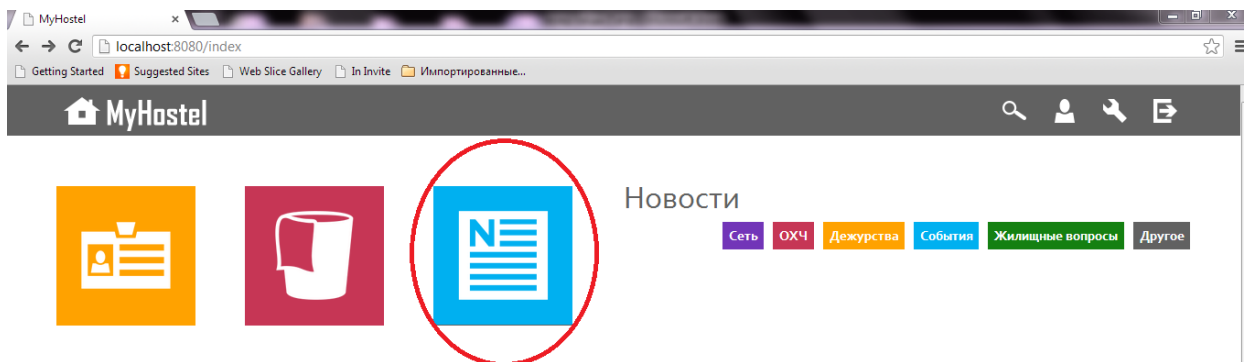 MyHostel
localhost:8080/index
Getting Started Suggested Sites Web Slice Gallery In Invite Импортированные...
MyHostel
N
Новости
Сеть ОХЧ Дежурства События Жилищные вопросы Другое